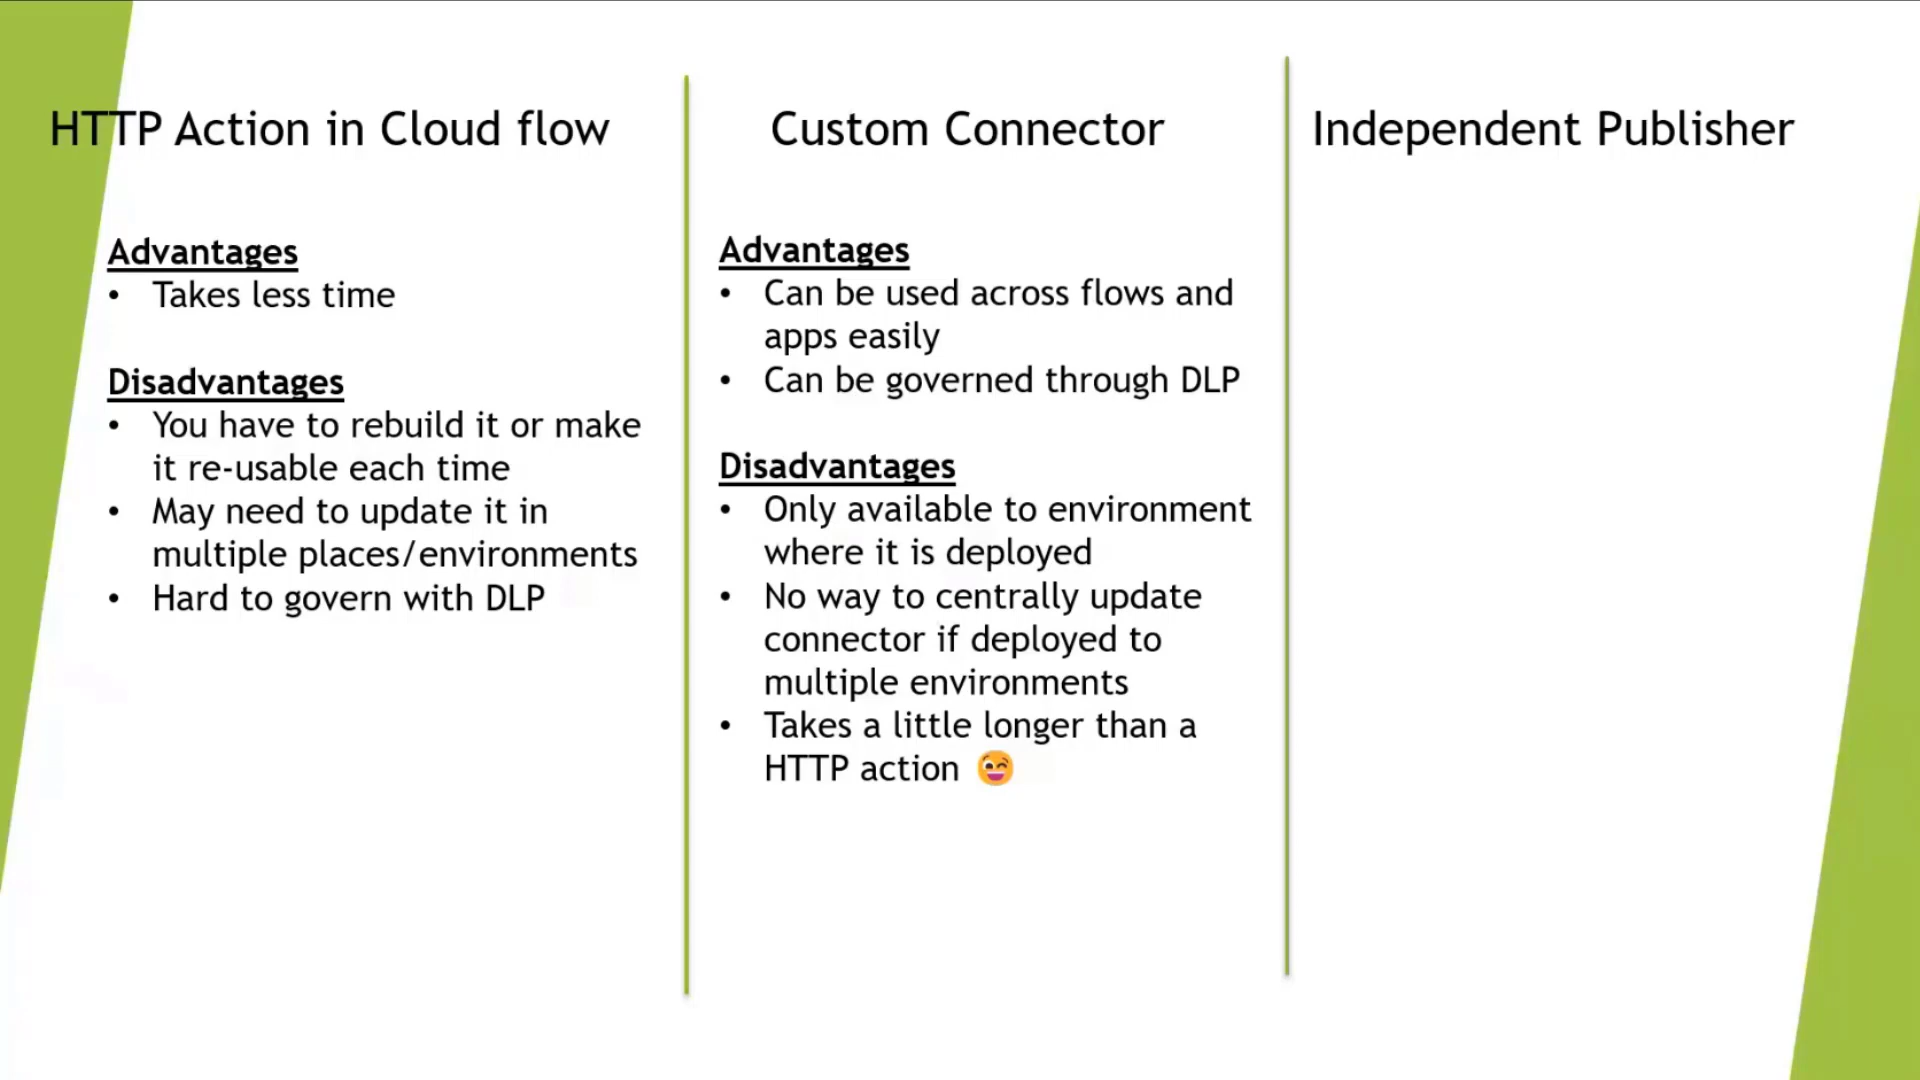 HTTP Action in Cloud flow
Advantages
• Takes less time
Disadvantages
• You have to rebuild it or make
it re-usable each time
• May need to update it in
multiple places/environments
• Hard to govern with DLP
Custom Connector
Advantages
• Can be used across flows and
apps easily
• Can be governed through DLP
Disadvantages
• Only available to environment
where it is deployed
• No way to centrally update
connector if deployed to
multiple environments
• Takes a little longer than a
HTTP action 😅
Independent Publisher